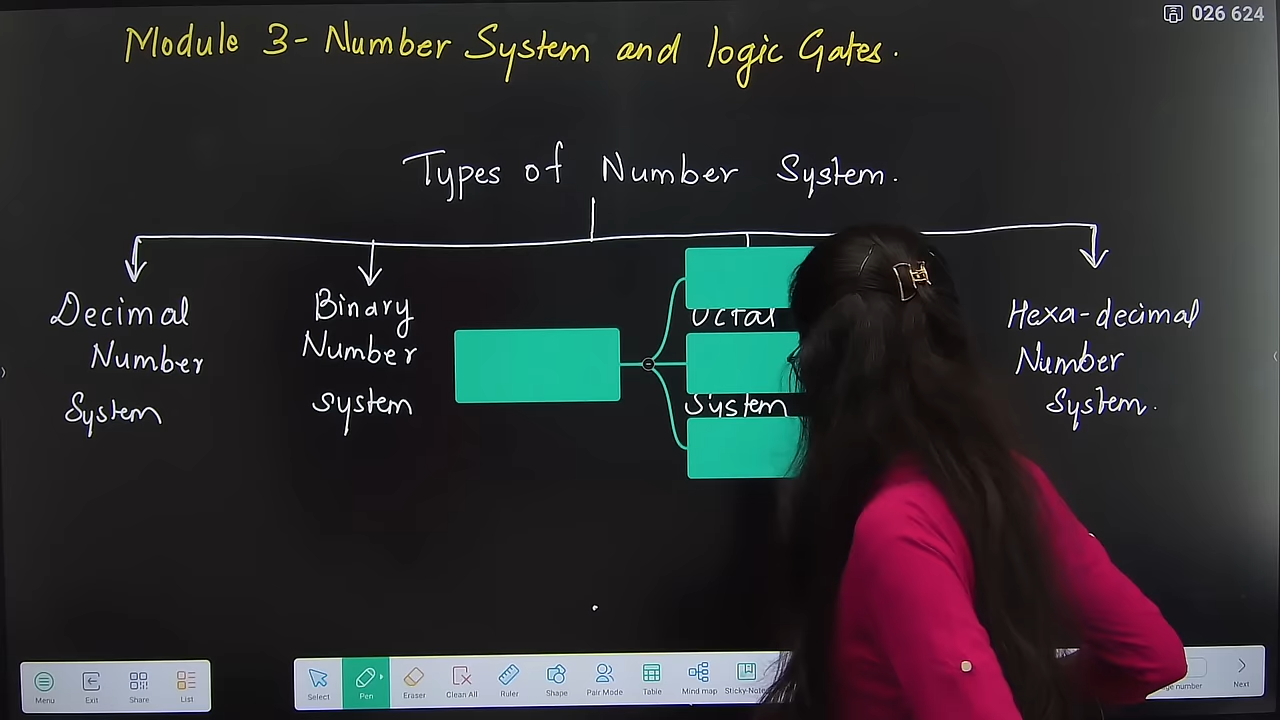 026 624
Module 3- Number System and logic Gates.
Types of Number System.
Decimal
Number
System
Binary
Number
System
Octal
System
Hexa-decimal
Number
System.
Menu
Exit
Share
List
Select
Pen
Eraser
Clean All
Ruler
Shape
Pair Mode
Table
Mind map
number
Next